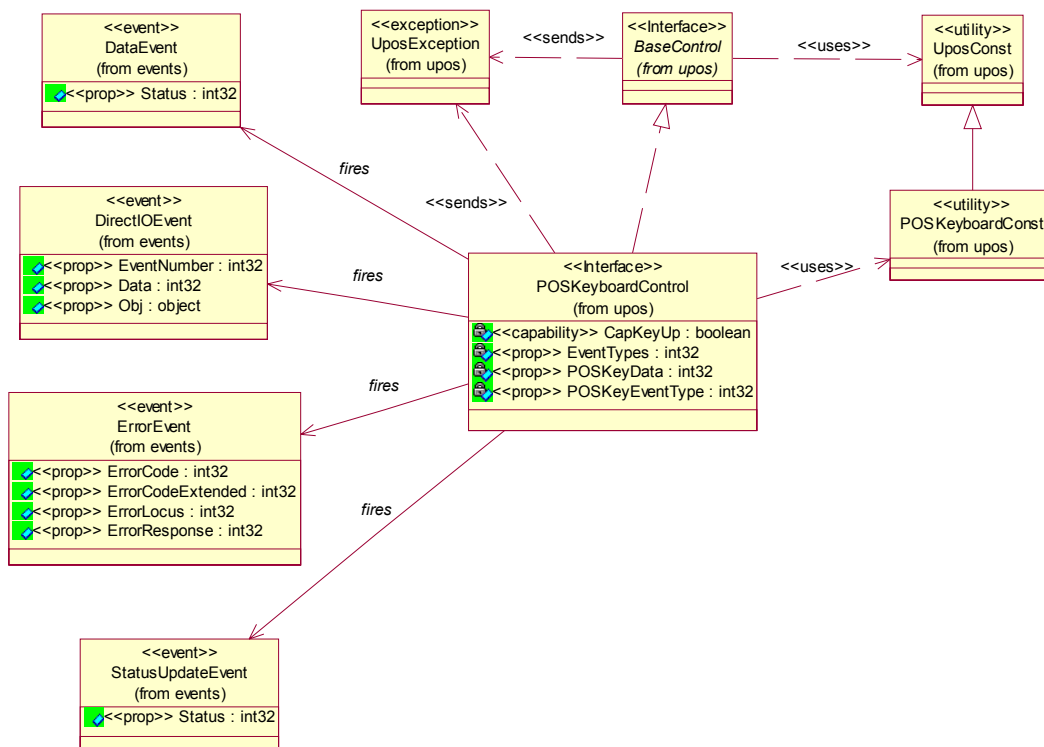 <<event>>
DataEvent
(from events)
<<prop>> Status : int32
<<exception>>
UposException
(from upos)
<<sends>>
<<Interface>>
BaseControl
(from upos)
<<uses>>
<<utility>>
UposConst
(from upos)
fires
<<sends>>
<<event>>
DirectIOEvent
(from events)
<<prop>> EventNumber : int32
<<prop>> Data : int32
<<prop>> Obj : object
fires
<<utility>>
POSKeyboardConst
(from upos)
<<uses>>
<<Interface>>
POSKeyboardControl
(from upos)
<<capability>> CapKeyUp : boolean
<<prop>> EventTypes : int32
<<prop>> POSKeyData : int32
<<prop>> POSKeyEventType : int32
fires
<<event>>
ErrorEvent
(from events)
<<prop>> ErrorCode : int32
<<prop>> ErrorCodeExtended : int32
<<prop>> ErrorLocus : int32
<<prop>> ErrorResponse : int32
fires
<<event>>
StatusUpdateEvent
(from events)
<<prop>> Status : int32